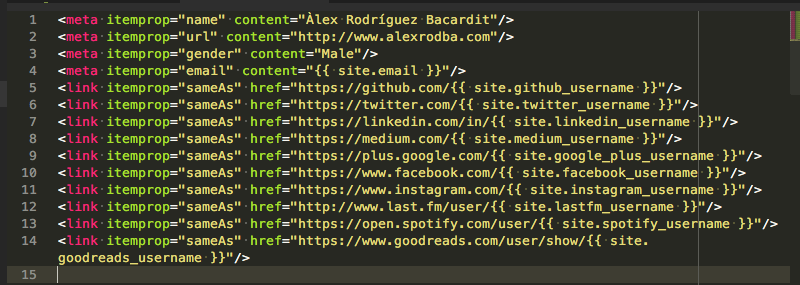 1 <meta itemprop="name" content="Àlex Rodríguez Bacardit"/>
2 <meta itemprop="url" content="http://www.alexrodba.com"/>
3 <meta itemprop="gender" content="Male"/>
4 <meta itemprop="email" content="{{ site.email }}"/>
5 <link itemprop="sameAs" href="https://github.com/{{ site.github_username }}"/>
6 <link itemprop="sameAs" href="https://twitter.com/{{ site.twitter_username }}"/>
7 <link itemprop="sameAs" href="https://linkedin.com/in/{{ site.linkedin_username }}"/>
8 <link itemprop="sameAs" href="https://medium.com/{{ site.medium_username }}"/>
9 <link itemprop="sameAs" href="https://plus.google.com/{{ site.google_plus_username }}"/>
10 <link itemprop="sameAs" href="https://www.facebook.com/{{ site.facebook_username }}"/>
11 <link itemprop="sameAs" href="https://www.instagram.com/{{ site.instagram_username }}"/>
12 <link itemprop="sameAs" href="http://www.last.fm/user/{{ site.lastfm_username }}"/>
13 <link itemprop="sameAs" href="https://open.spotify.com/user/{{ site.spotify_username }}"/>
14 <link itemprop="sameAs" href="https://www.goodreads.com/user/show/{{ site.
goodreads_username }}"/>
15